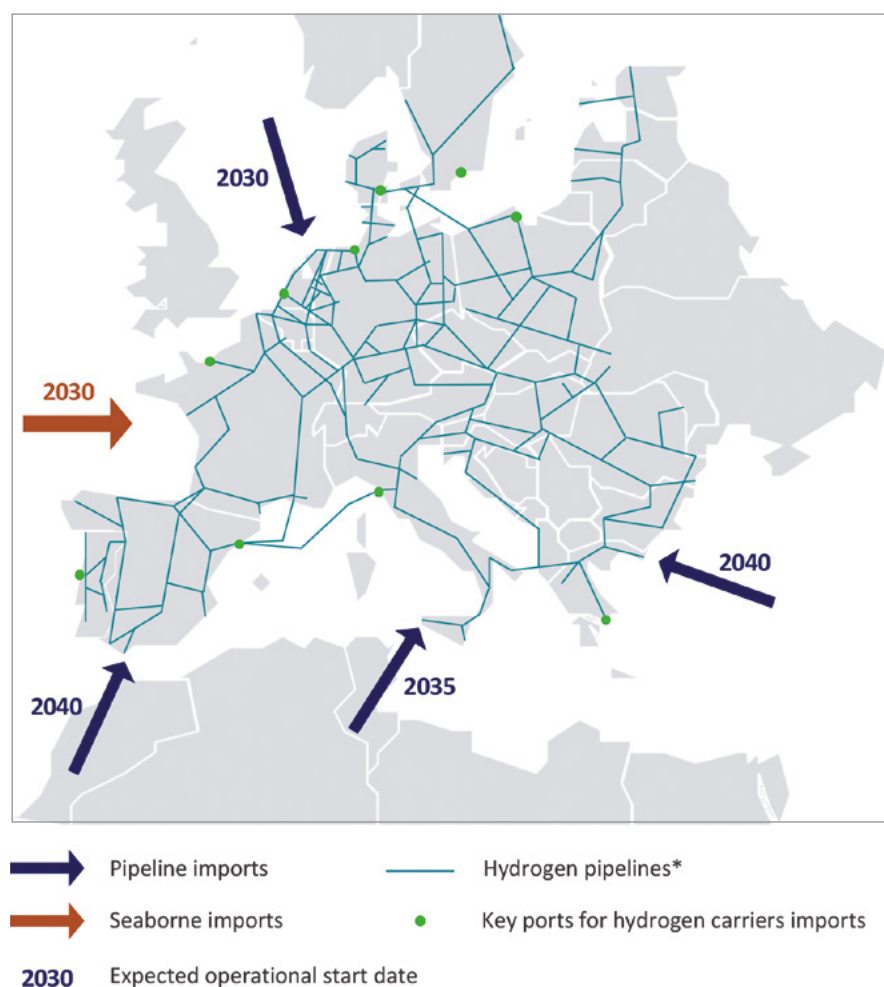 2030
2030
2040
2035
2040
Pipeline imports
Hydrogen pipelines*
Seaborne imports
Key ports for hydrogen carriers imports
2030 Expected operational start date